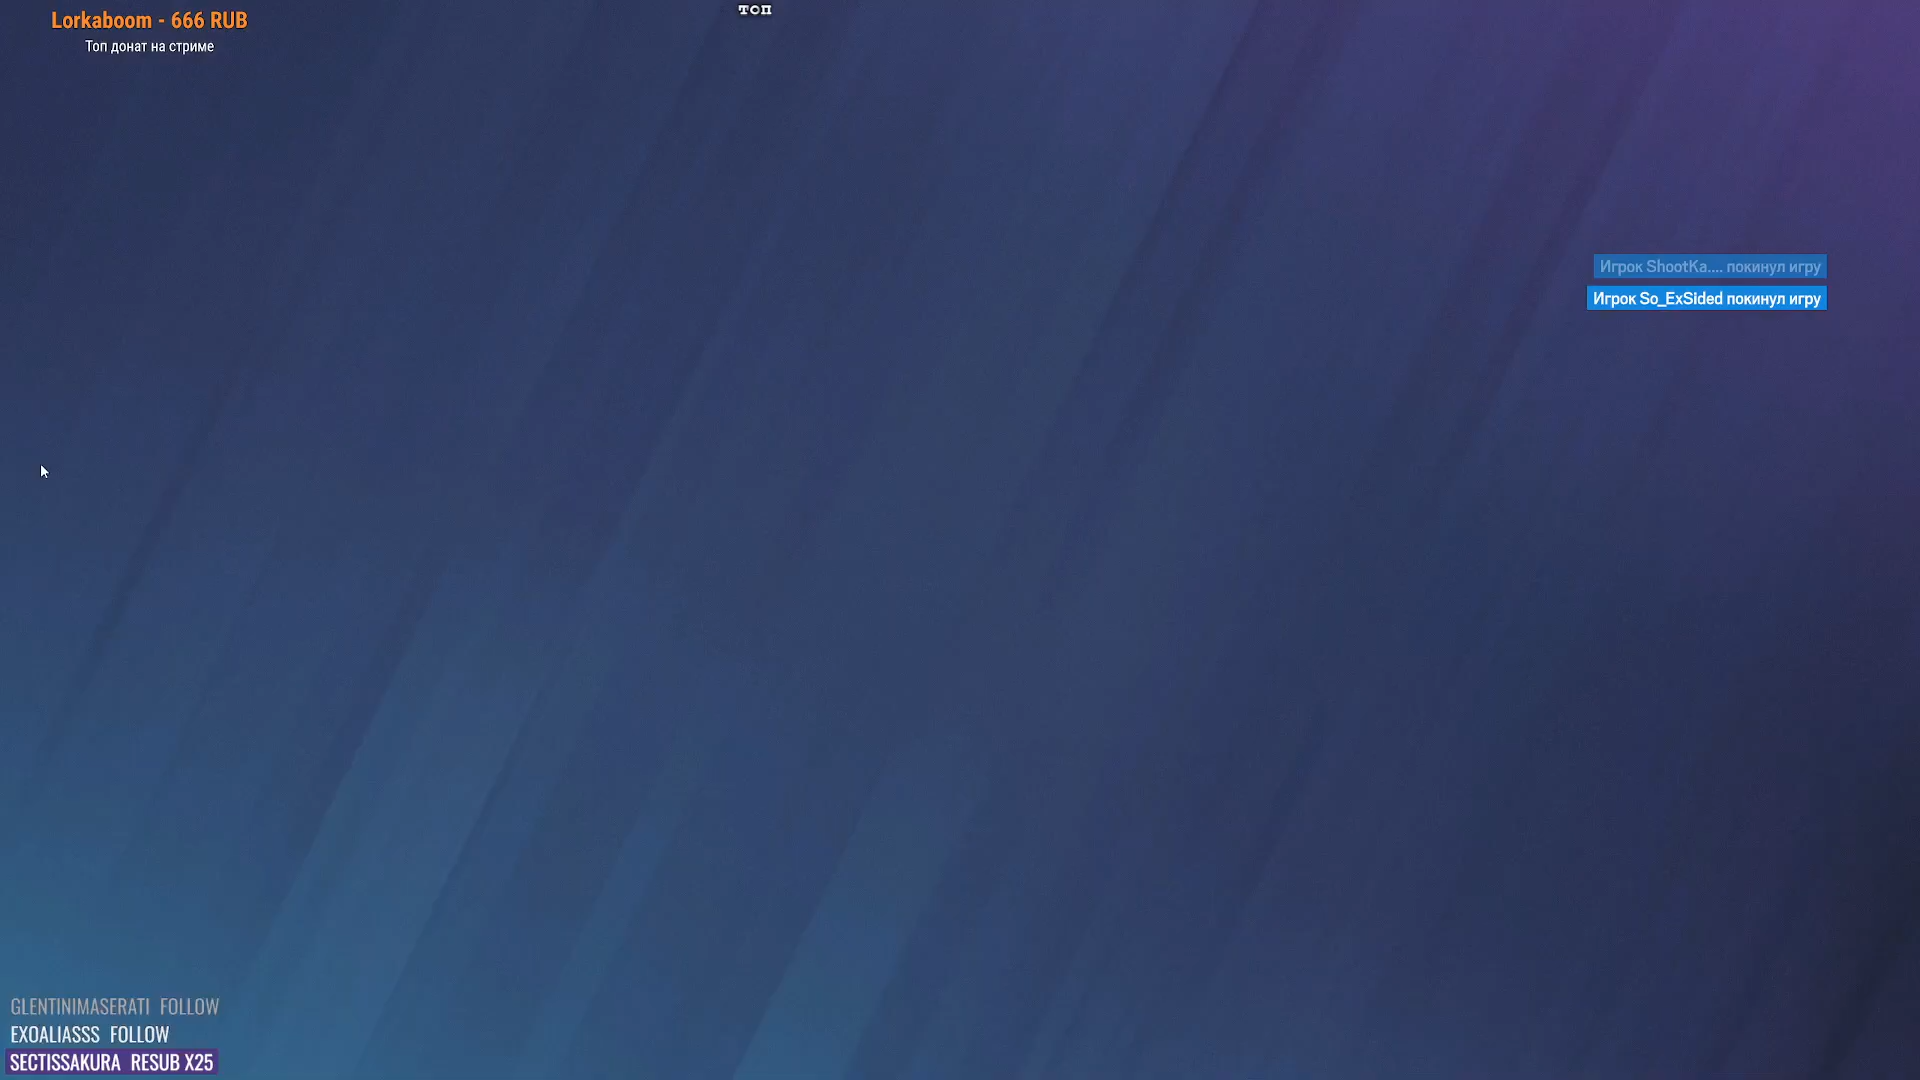 Lorkaboom - 666 RUB
Топ донат на стриме
топ
Игрок ShootKa.... покинул игру
Игрок So_ExSided покинул игру
GLENTINIMASERATI FOLLOW
EXOALIASSS FOLLOW
SECTISSAKURA RESUB X25